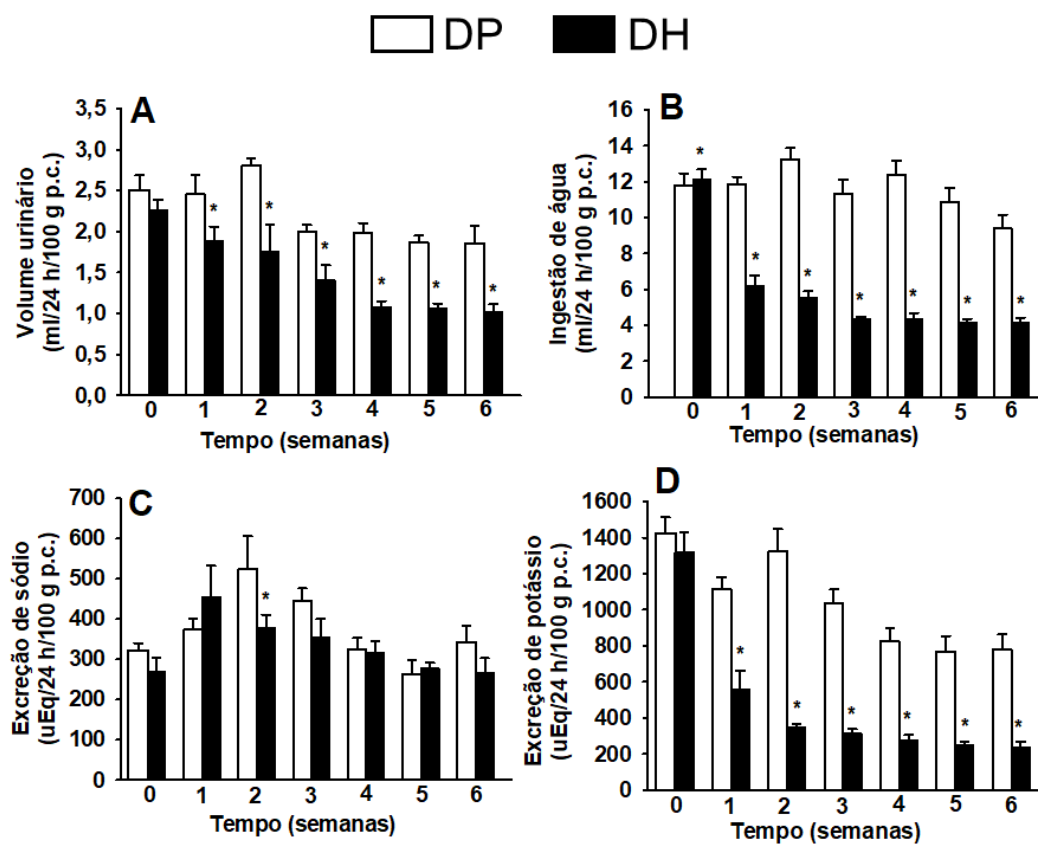 DP DH
A
Volume urinário
(ml/24 h/100 g p.c.)
3,5
3,0
2,5
2,0
1,5
1,0
0,5
0,0
* * * * * *
0 1 2 3 4 5 6
Tempo (semanas)
B
Ingestão de água
(ml/24 h/100 g p.c.)
16
14
12
10
8
6
4
2
0
* * * * * * *
0 1 2 3 4 5 6
Tempo (semanas)
C
Excreção de sódio
(uEq/24 h/100 g p.c.)
700
600
500
400
300
200
100
0
*
0 1 2 3 4 5 6
Tempo (semanas)
D
Excreção de potássio
(uEq/24 h/100 g p.c.)
1600
1400
1200
1000
800
600
400
200
0
* * * * * *
0 1 2 3 4 5 6
Tempo (semanas)